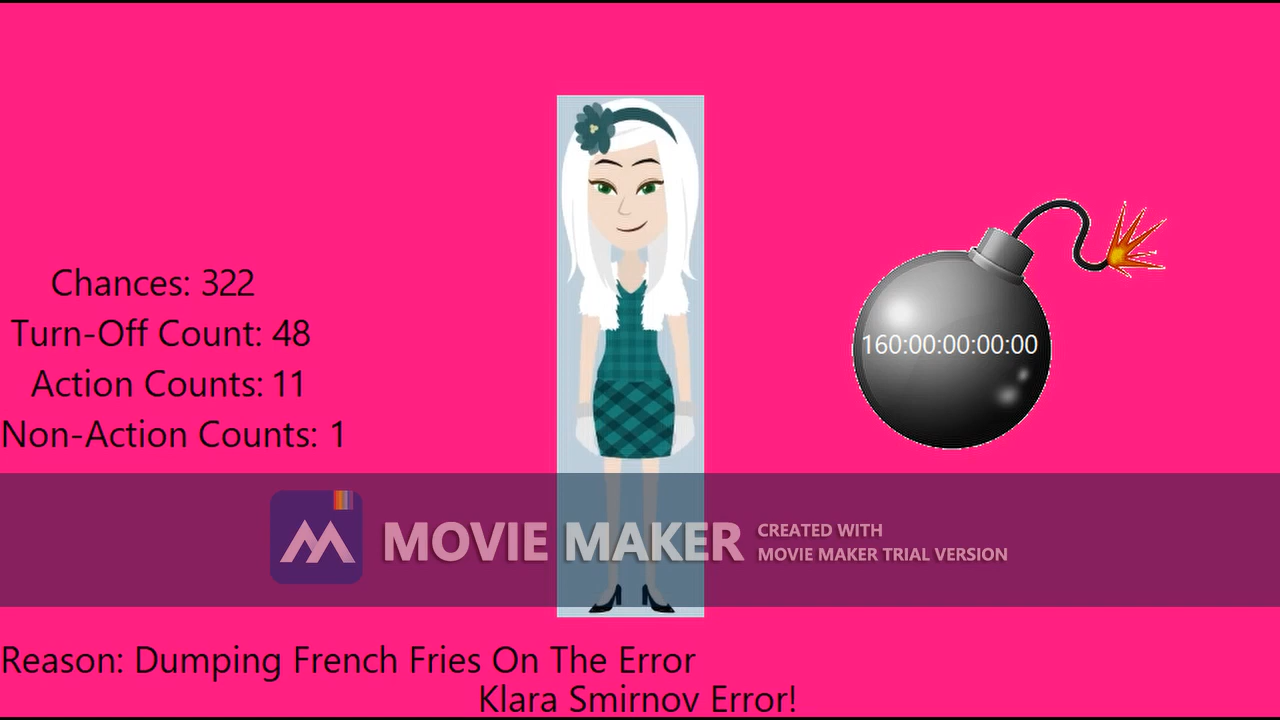 Chances: 322
Turn-Off Count: 48
Action Counts: 11
Non-Action Counts: 1
160:00:00:00:00
MOVIE MAKER
CREATED WITH
MOVIE MAKER TRIAL VERSION
Reason: Dumping French Fries On The Error
Klara Smirnov Error!